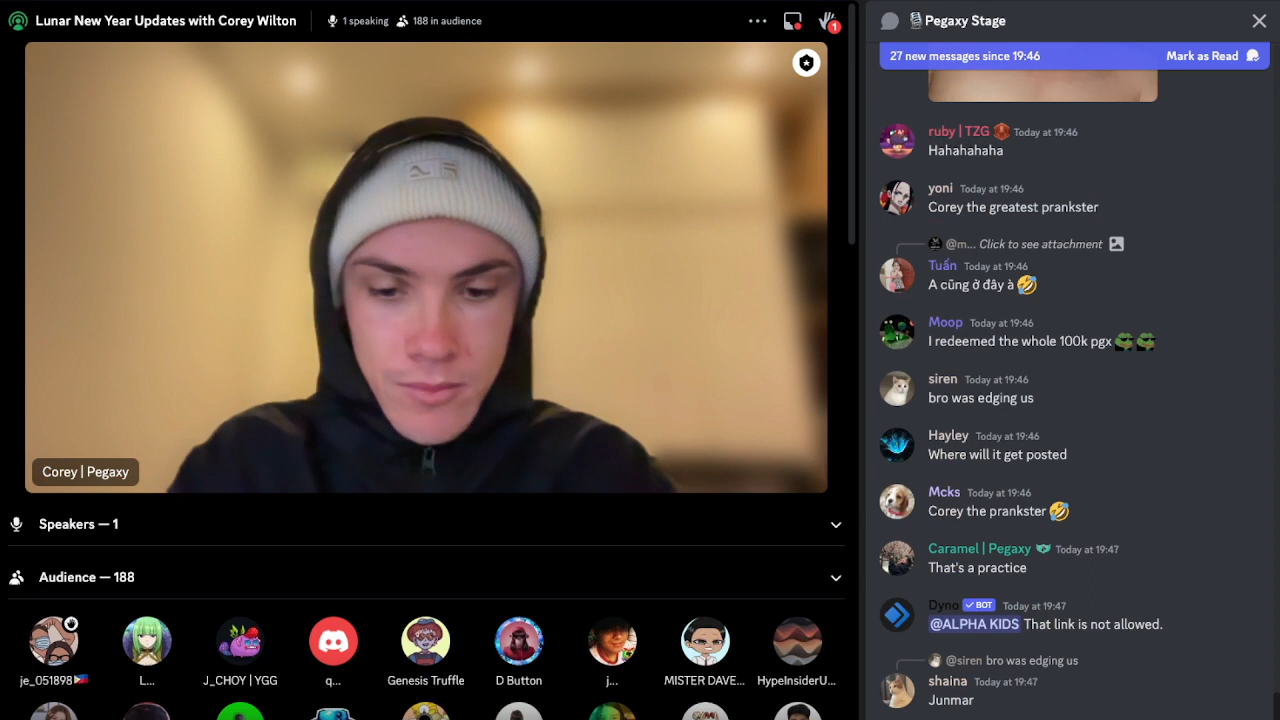 Lunar New Year Updates with Corey Wilton
1 speaking
188 in audience
1
Corey | Pegaxy
Speakers — 1
Audience — 188
je_051898🇵🇭
L...
J_CHOY | YGG
q...
Genesis Truffle
D Button
j...
MISTER DAVE...
HypeInsiderU...
Pegaxy Stage
27 new messages since 19:46
Mark as Read
ruby | TZG Today at 19:46
Hahahahaha
yoni Today at 19:46
Corey the greatest prankster
@m... Click to see attachment
Tuấn Today at 19:46
A cũng ở đây à 🤣
Moop Today at 19:46
I redeemed the whole 100k pgx
siren Today at 19:46
bro was edging us
Hayley Today at 19:46
Where will it get posted
Mcks Today at 19:46
Corey the prankster 🤣
Caramel | Pegaxy Today at 19:47
That's a practice
Dyno BOT Today at 19:47
@ALPHA KIDS That link is not allowed.
@siren bro was edging us
shaina Today at 19:47
Junmar